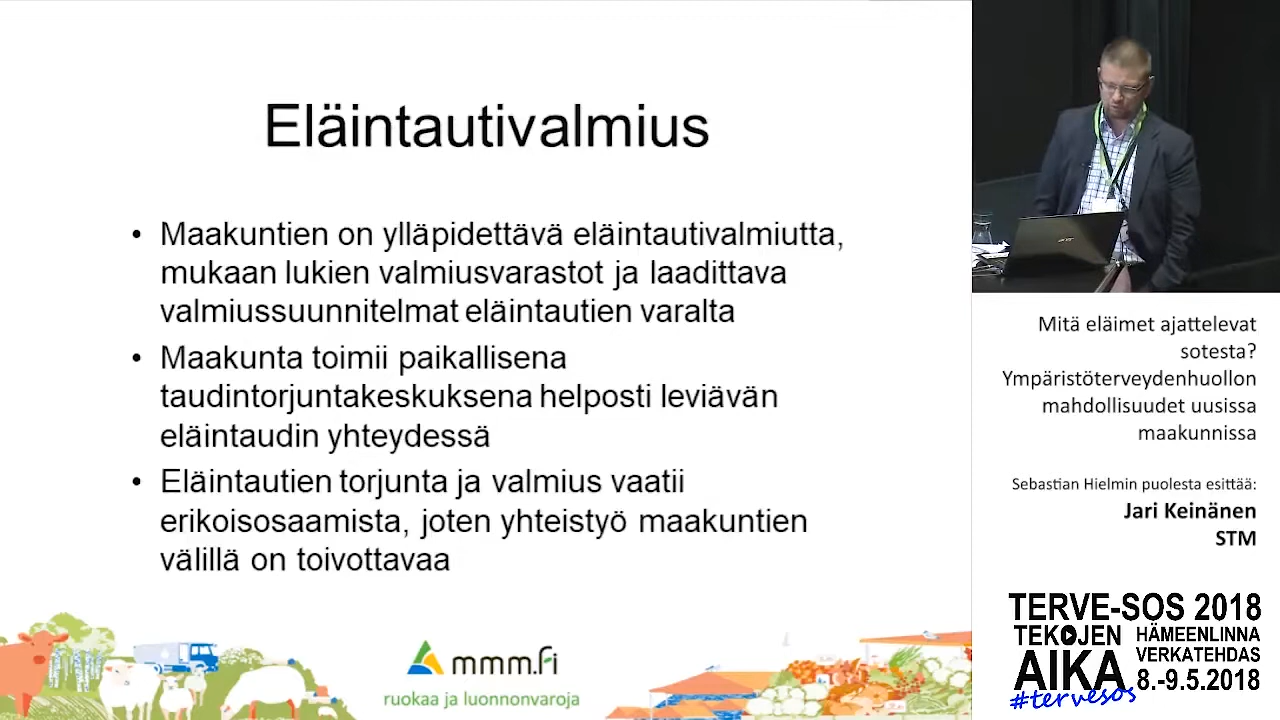 Eläintautivalmius
• Maakuntien on ylläpidettävä eläintautivalmiutta,
mukaan lukien valmiusvarastot ja laadittava
valmiussuunnitelmat eläintautien varalta
• Maakunta toimii paikallisena
taudintorjuntakeskuksena helposti leviävän
eläintaudin yhteydessä
• Eläintautien torjunta ja valmius vaatii
erikoisosaamista, joten yhteistyö maakuntien
välillä on toivottavaa
mmm.fi
ruokaa ja luonnonvaroja
acer
Mitä eläimet ajattelevat
sotesta?
Ympäristöterveydenhuollon
mahdollisuudet uusissa
maakunnissa
Sebastian Hielmin puolesta esittää:
Jari Keinänen
STM
TERVE-SOS 2018
TEKOJEN
AIKA
HÄMEENLINNA
VERKATEHDAS
8.-9.5.2018
#tervesos